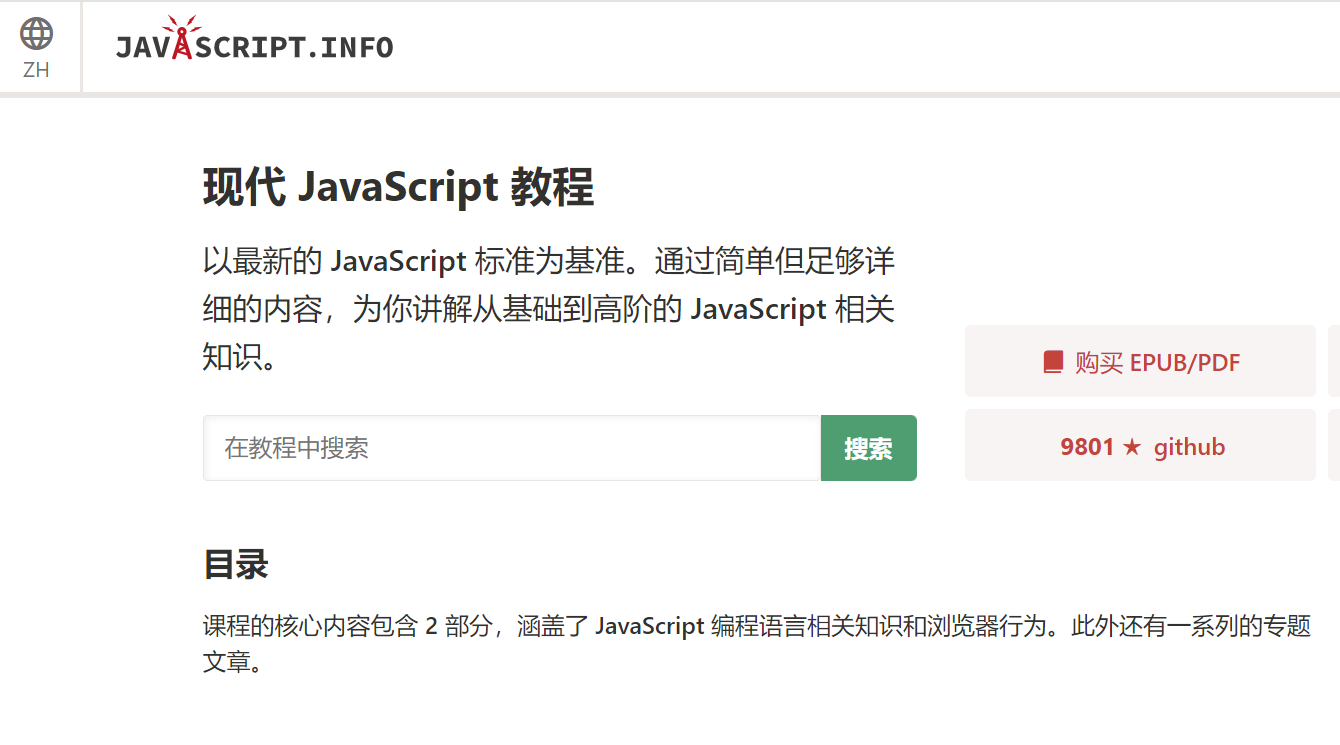 ZH
JAVASCRIPT.INFO
现代 JavaScript 教程
以最新的 JavaScript 标准为基准。通过简单但足够详
细的内容，为你讲解从基础到高阶的 JavaScript 相关
知识。
购买 EPUB/PDF
在教程中搜索
搜索
9801 ★ github
目录
课程的核心内容包含 2 部分，涵盖了 JavaScript 编程语言相关知识和浏览器行为。此外还有一系列的专题
文章。